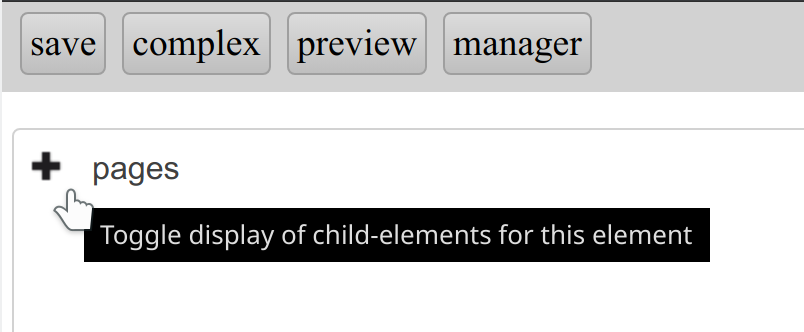 save complex preview manager
pages
Toggle display of child-elements for this element